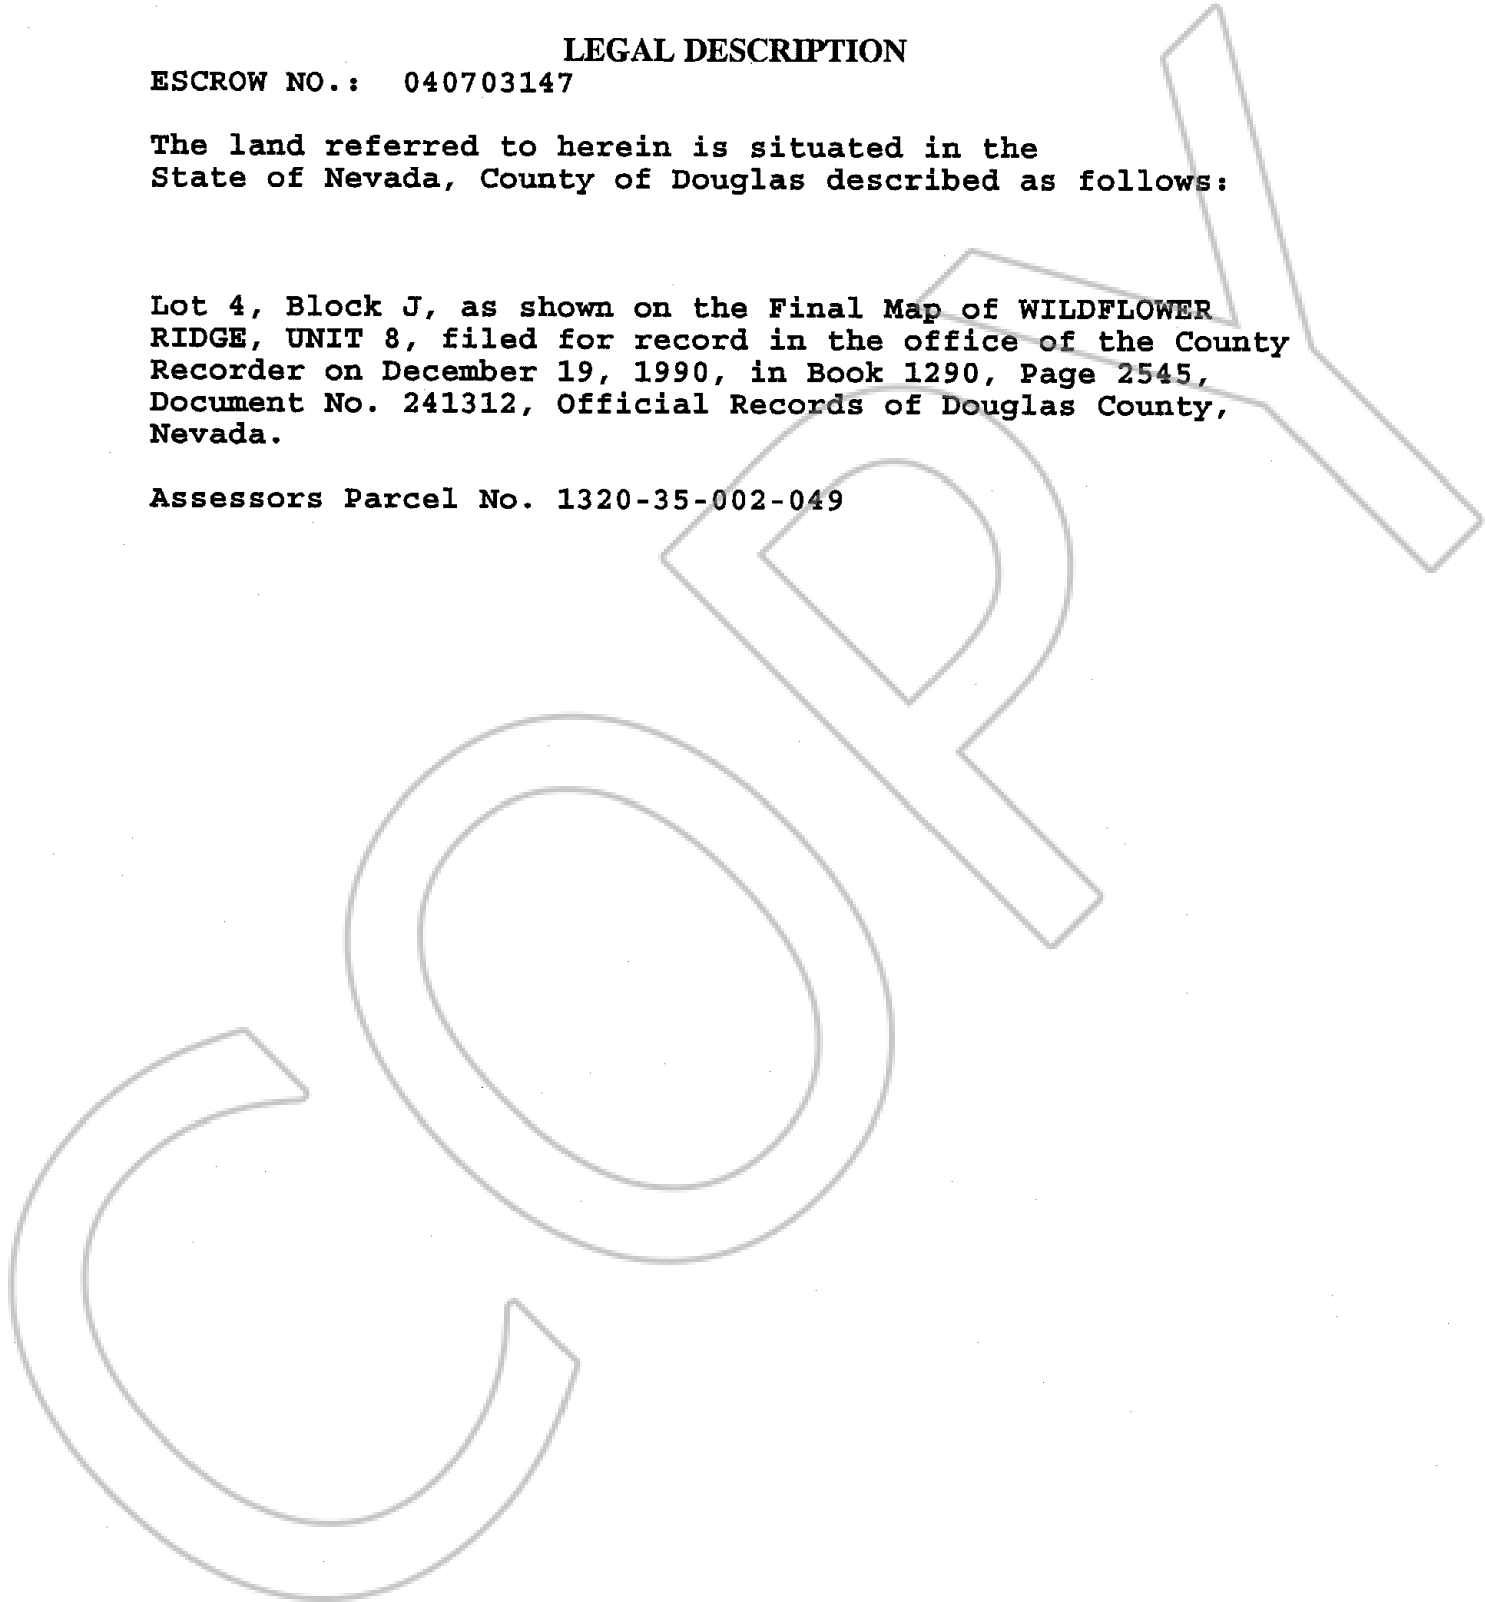 LEGAL DESCRIPTION
ESCROW NO.: 040703147
The land referred to herein is situated in the
State of Nevada, County of Douglas described as follows:
Lot 4, Block J, as shown on the Final Map of WILDFLOWER
RIDGE, UNIT 8, filed for record in the office of the County
Recorder on December 19, 1990, in Book 1290, Page 2545,
Document No. 241312, Official Records of Douglas County,
Nevada.
Assessors Parcel No. 1320-35-002-049
COPY